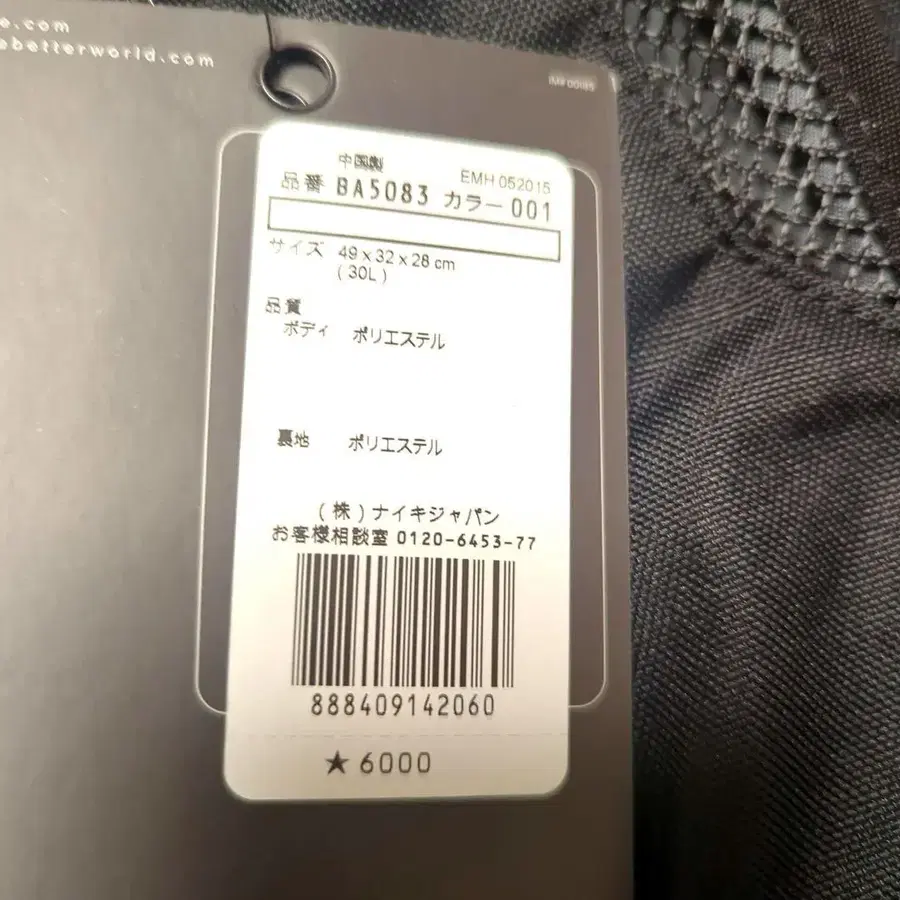 e.com
ebetterworld.com
中国製
EMH 052015
品番 BA5083 カラー 001
サイズ 49 x 32 x 28 cm
( 30L )
品質
ボディ ポリエステル
裏地 ポリエステル
(株)ナイキジャパン
お客様相談室 0120-6453-77
888409142060
★6000